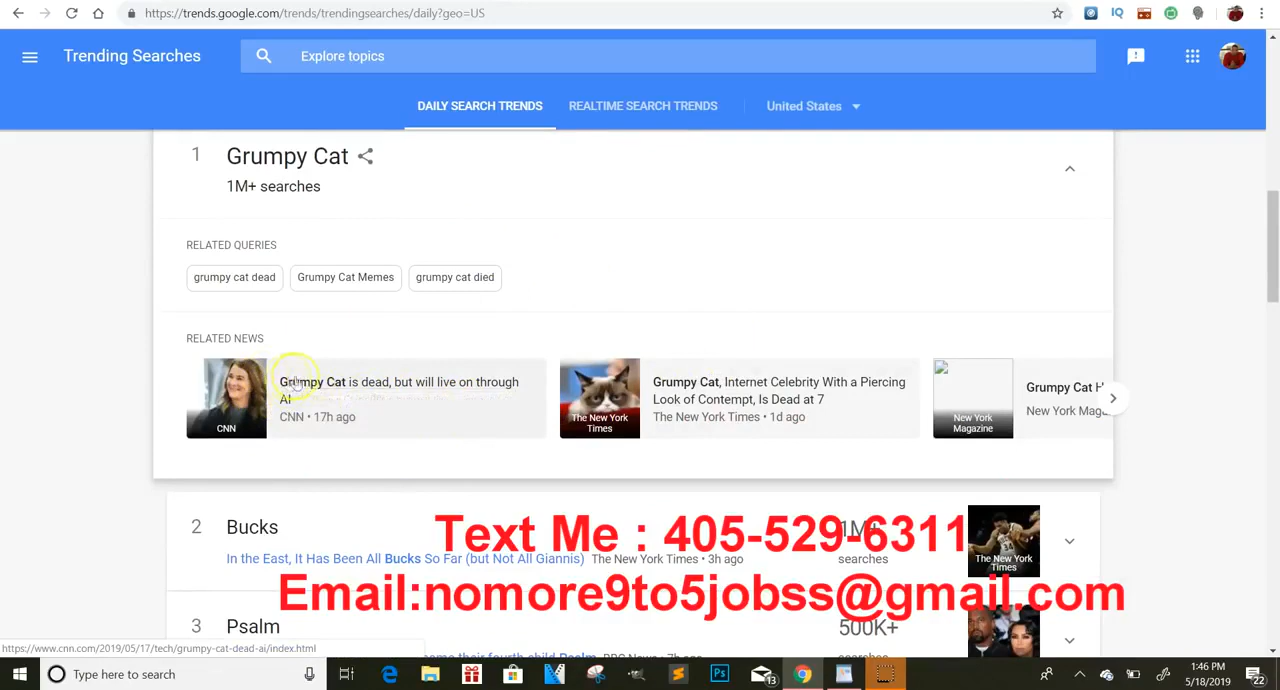 https://trends.google.com/trends/trendingsearches/daily?geo=US
Trending Searches
Explore topics
DAILY SEARCH TRENDS
REALTIME SEARCH TRENDS
United States
1
Grumpy Cat
1M+ searches
RELATED QUERIES
grumpy cat dead
Grumpy Cat Memes
grumpy cat died
RELATED NEWS
CNN
Grumpy Cat is dead, but will live on through
AI
CNN • 17h ago
The New York
Times
Grumpy Cat, Internet Celebrity With a Piercing
Look of Contempt, Is Dead at 7
The New York Times • 1d ago
New York
Magazine
Grumpy Cat
New York
2
Bucks
In the East, It Has Been All Bucks So Far (but Not All Giannis) The New York Times • 3h ago
1M+
searches
The New York
Times
Text Me : 405-529-6311
Email:nomore9to5jobss@gmail.com
3
Psalm
500K+
https://www.cnn.com/2019/05/17/tech/grumpy-cat-dead-ai/index.html
Type here to search
IQ
Ps
13
1:46 PM
5/18/2019
22